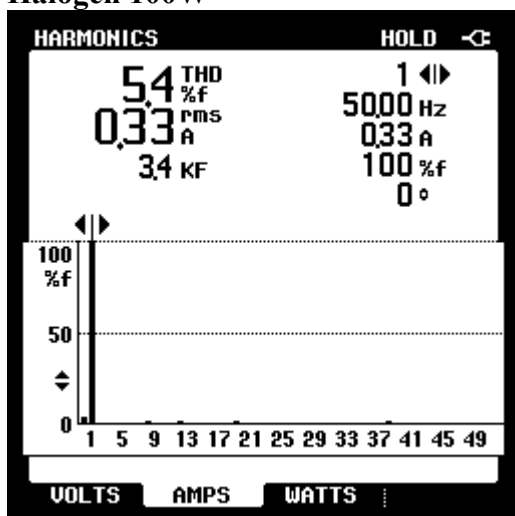 Halogen 100W
HARMONICS HOLD
5.4 THD %f
0.33 rms A
3.4 KF
1
50.00 Hz
0.33 A
100 %f
0 °
100
%f
50
0
1 5 9 13 17 21 25 29 33 37 41 45 49
VOLTS AMPS WATTS